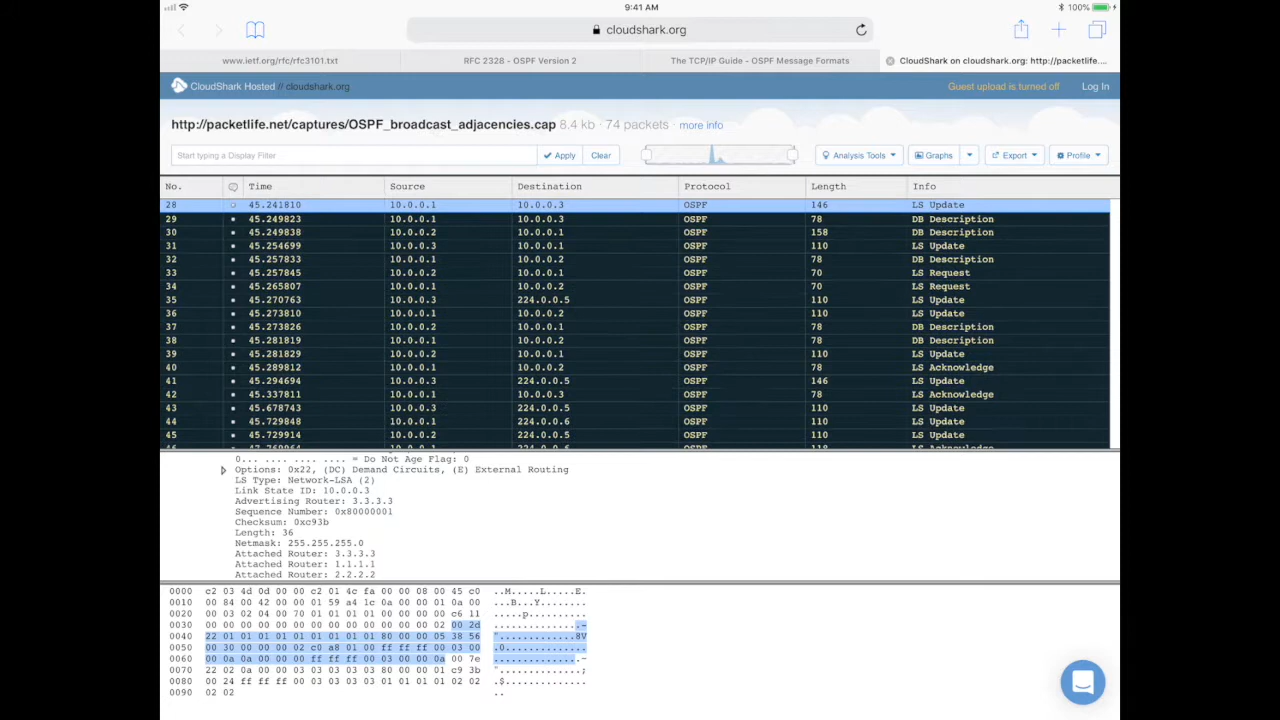 9:41 AM
100%
cloudshark.org
www.ietf.org/rfc/rfc3101.txt
RFC 2328 - OSPF Version 2
The TCP/IP Guide - OSPF Message Formats
CloudShark on cloudshark.org: http://packetlife....
CloudShark Hosted // cloudshark.org
Guest upload is turned off
Log In
http://packetlife.net/captures/OSPF_broadcast_adjacencies.cap 8.4 kb · 74 packets more info
Start typing a Display Filter
Apply
Clear
Analysis Tools
Graphs
Export
Profile
No. Time Source Destination Protocol Length Info
28 45.241810 10.0.0.1 10.0.0.3 OSPF 146 LS Update
29 45.249823 10.0.0.1 10.0.0.3 OSPF 78 DB Description
30 45.249838 10.0.0.2 10.0.0.1 OSPF 158 DB Description
31 45.254699 10.0.0.3 10.0.0.1 OSPF 110 LS Update
32 45.257833 10.0.0.1 10.0.0.2 OSPF 78 DB Description
33 45.257845 10.0.0.2 10.0.0.1 OSPF 70 LS Request
34 45.265807 10.0.0.1 10.0.0.2 OSPF 70 LS Request
35 45.270763 10.0.0.3 224.0.0.5 OSPF 110 LS Update
36 45.273810 10.0.0.1 10.0.0.2 OSPF 110 LS Update
37 45.273826 10.0.0.2 10.0.0.1 OSPF 78 DB Description
38 45.281819 10.0.0.1 10.0.0.2 OSPF 78 DB Description
39 45.281829 10.0.0.2 10.0.0.1 OSPF 110 LS Update
40 45.289812 10.0.0.1 10.0.0.2 OSPF 78 LS Acknowledge
41 45.294694 10.0.0.3 224.0.0.5 OSPF 146 LS Update
42 45.337811 10.0.0.1 10.0.0.3 OSPF 78 LS Acknowledge
43 45.678743 10.0.0.3 224.0.0.5 OSPF 110 LS Update
44 45.729848 10.0.0.1 224.0.0.6 OSPF 110 LS Update
45 45.729914 10.0.0.2 224.0.0.5 OSPF 110 LS Update
0... .... .... .... = Do Not Age Flag: 0
Options: 0x22, (DC) Demand Circuits, (E) External Routing
LS Type: Network-LSA (2)
Link State ID: 10.0.0.3
Advertising Router: 3.3.3.3
Sequence Number: 0x80000001
Checksum: 0xc93b
Length: 36
Netmask: 255.255.255.0
Attached Router: 3.3.3.3
Attached Router: 1.1.1.1
Attached Router: 2.2.2.2
0000 c2 03 4d 0d 00 00 c2 01 4c fa 00 00 08 00 45 c0 ..M.....L.....E.
0010 00 84 00 42 00 00 01 59 a4 1c 0a 00 00 01 0a 00 ...B...Y........
0020 00 03 02 04 00 70 01 01 01 01 00 00 00 00 c6 11 .....p..........
0030 00 00 00 00 00 00 00 00 00 00 00 00 00 02 00 2d ...............-
0040 22 01 01 01 01 01 01 01 01 01 80 00 00 05 38 56 ".............8V
0050 00 30 00 00 00 02 c0 a8 01 00 ff ff ff 00 03 00 .0..............
0060 00 0a 0a 00 00 00 ff ff ff 00 03 00 00 0a 00 7e ...............~
0070 22 02 0a 00 00 03 03 03 03 03 80 00 00 01 c9 3b "..............;
0080 00 24 ff ff ff 00 03 03 03 03 01 01 01 01 02 02 .$..............
0090 02 02 ..